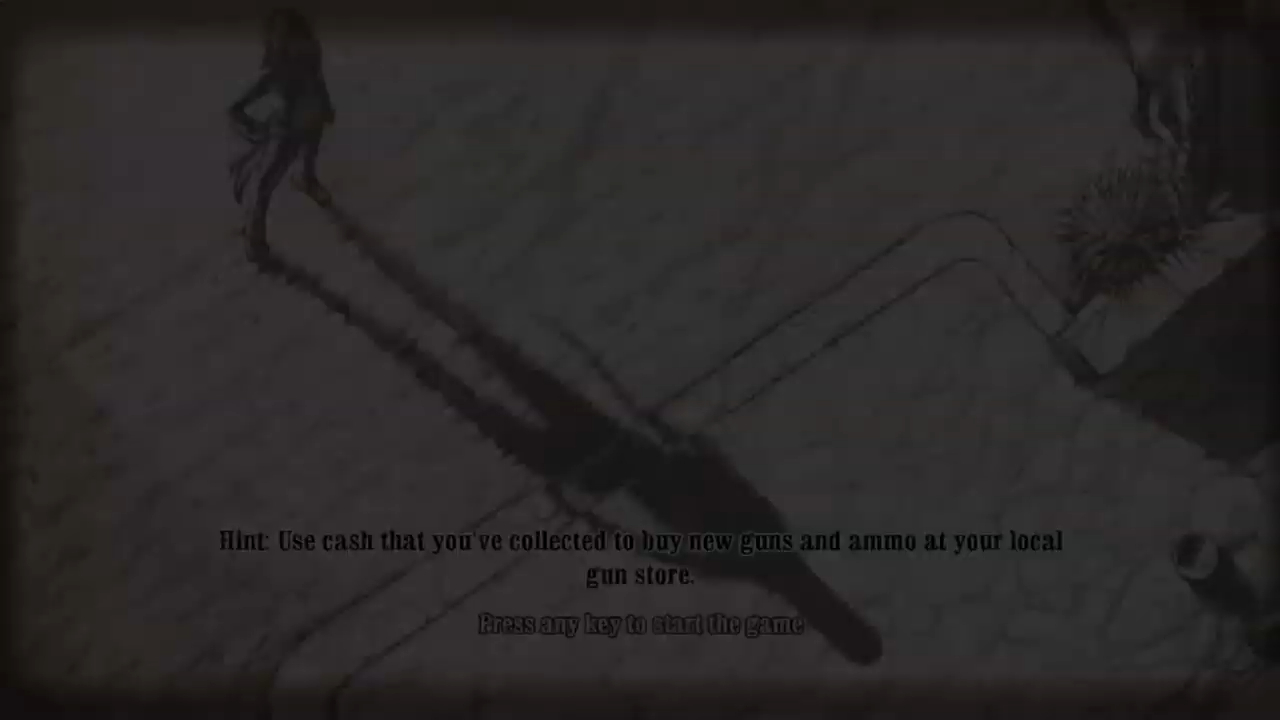 Hint: Use cash that you've collected to buy new guns and ammo at your local
gun store.
Press any key to start the game